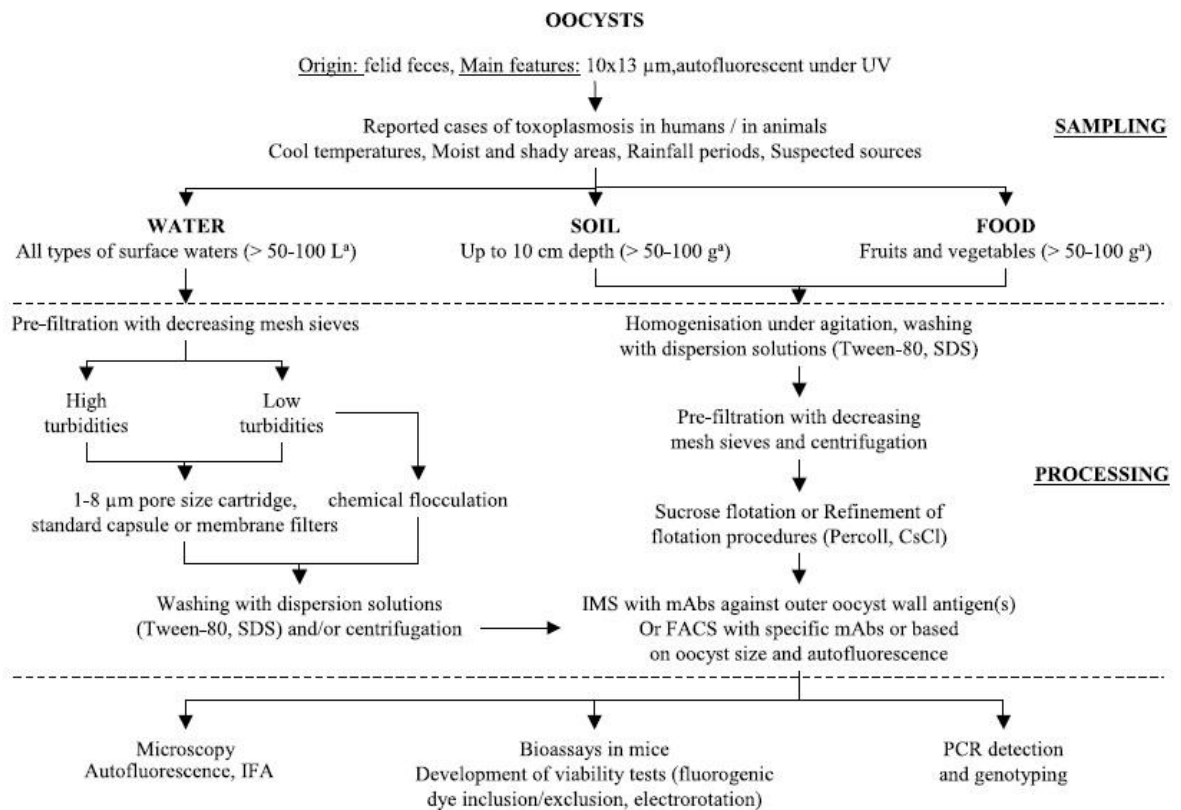 OOCYSTS
Origin: felid feces, Main features: 10x13 µm,autofluorescent under UV
Reported cases of toxoplasmosis in humans / in animals
Cool temperatures, Moist and shady areas, Rainfall periods, Suspected sources
SAMPLING
WATER
All types of surface waters (> 50-100 Lª)
SOIL
Up to 10 cm depth (> 50-100 gª)
FOOD
Fruits and vegetables (> 50-100 gª)
Pre-filtration with decreasing mesh sieves
High
turbidities
Low
turbidities
1-8 µm pore size cartridge,
standard capsule or membrane filters
chemical flocculation
Washing with dispersion solutions
(Tween-80, SDS) and/or centrifugation
Homogenisation under agitation, washing
with dispersion solutions (Tween-80, SDS)
Pre-filtration with decreasing
mesh sieves and centrifugation
PROCESSING
Sucrose flotation or Refinement of
flotation procedures (Percoll, CsCl)
IMS with mAbs against outer oocyst wall antigen(s)
Or FACS with specific mAbs or based
on oocyst size and autofluorescence
Microscopy
Autofluorescence, IFA
Bioassays in mice
Development of viability tests (fluorogenic
dye inclusion/exclusion, electrorotation)
PCR detection
and genotyping